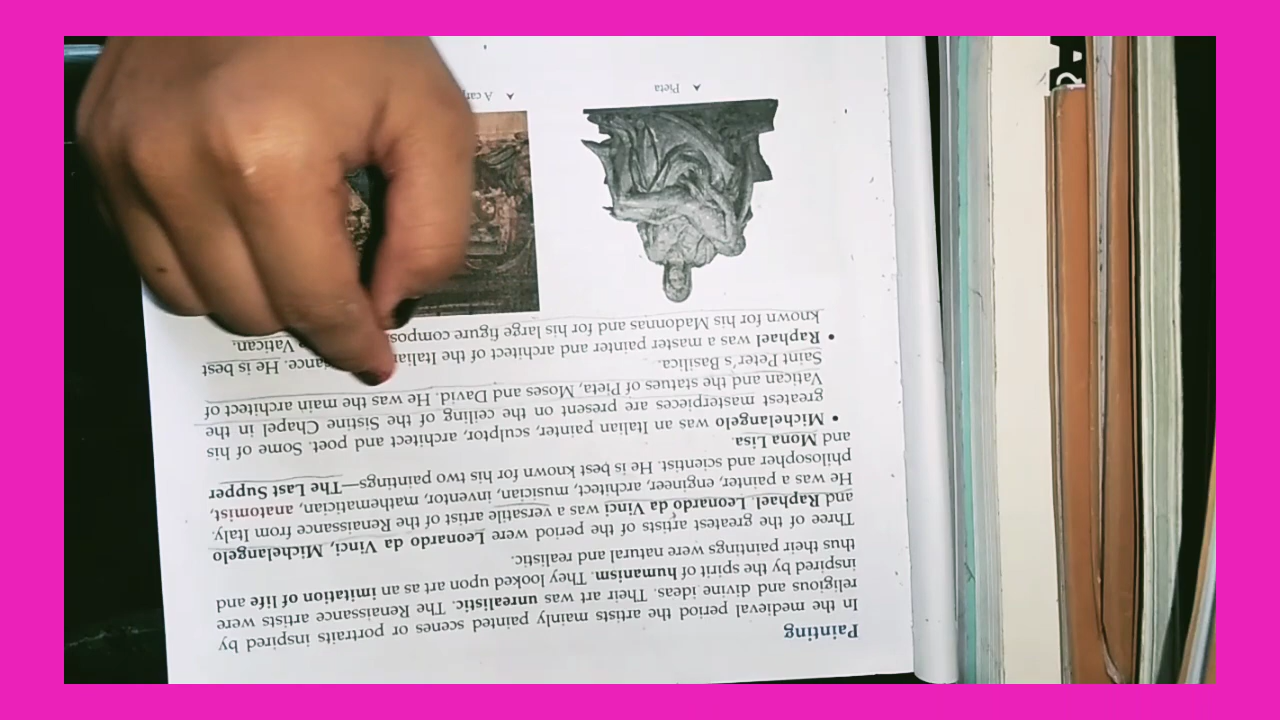 Painting
In the medieval period the artists mainly painted scenes or portraits inspired by
religious and divine ideas. Their art was unrealistic. The Renaissance artists were
inspired by the spirit of humanism. They looked upon art as an imitation of life and
thus their paintings were natural and realistic.
Three of the greatest artists of the period were Leonardo da Vinci, Michelangelo
and Raphael. Leonardo da Vinci was a versatile artist of the Renaissance from Italy.
He was a painter, engineer, architect, musician, inventor, mathematician, anatomist,
philosopher and scientist. He is best known for his two paintings—The Last Supper
and Mona Lisa.
• Michelangelo was an Italian painter, sculptor, architect and poet. Some of his
greatest masterpieces are present on the ceiling of the Sistine Chapel in the
Vatican and the statues of Pieta, Moses and David. He was the main architect of
Saint Peter's Basilica.
• Raphael was a master painter and architect of the Italian He is best
known for his Madonnas and for his large figure Vatican.
Pieta
A
A